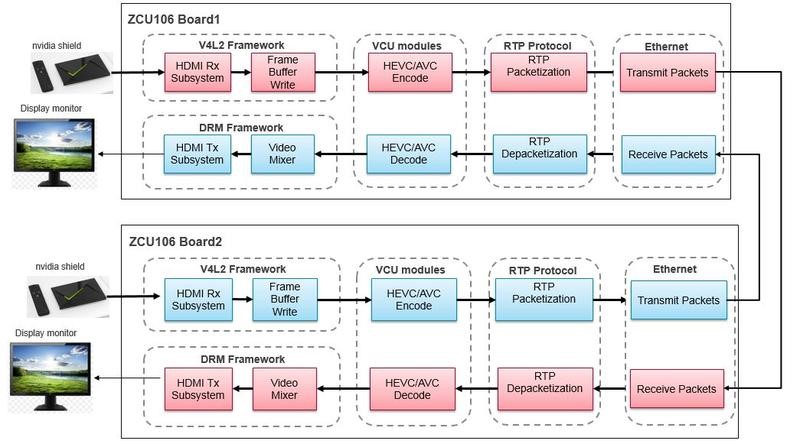 ZCU106 Board1
nvidia shield
V4L2 Framework
VCU modules
RTP Protocol
Ethernet
HDMI Rx
Subsystem
Frame
Buffer
Write
HEVC/AVC
Encode
RTP
Packetization
Transmit Packets
Display monitor
DRM Framework
HDMI Tx
Subsystem
Video
Mixer
HEVC/AVC
Decode
RTP
Depacketization
Receive Packets
ZCU106 Board2
nvidia shield
V4L2 Framework
VCU modules
RTP Protocol
Ethernet
HDMI Rx
Subsystem
Frame
Buffer
Write
HEVC/AVC
Encode
RTP
Packetization
Transmit Packets
Display monitor
DRM Framework
HDMI Tx
Subsystem
Video
Mixer
HEVC/AVC
Decode
RTP
Depacketization
Receive Packets